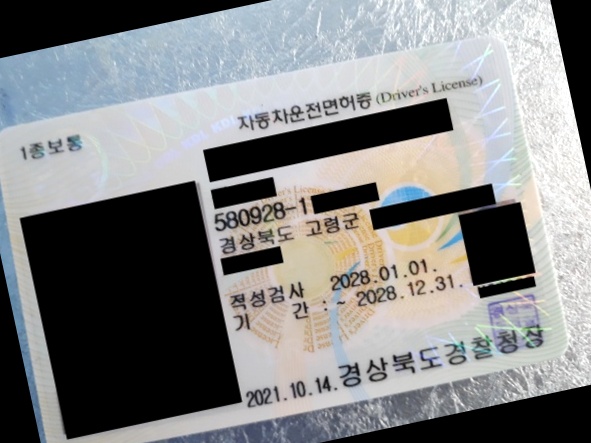 자동차운전면허증 (Driver's License)
1종보통
580928-1
경상북도 고령군
적성검사 2028.01.01.
기 간 : ~ 2028.12.31.
2021.10.14. 경상북도경찰청장